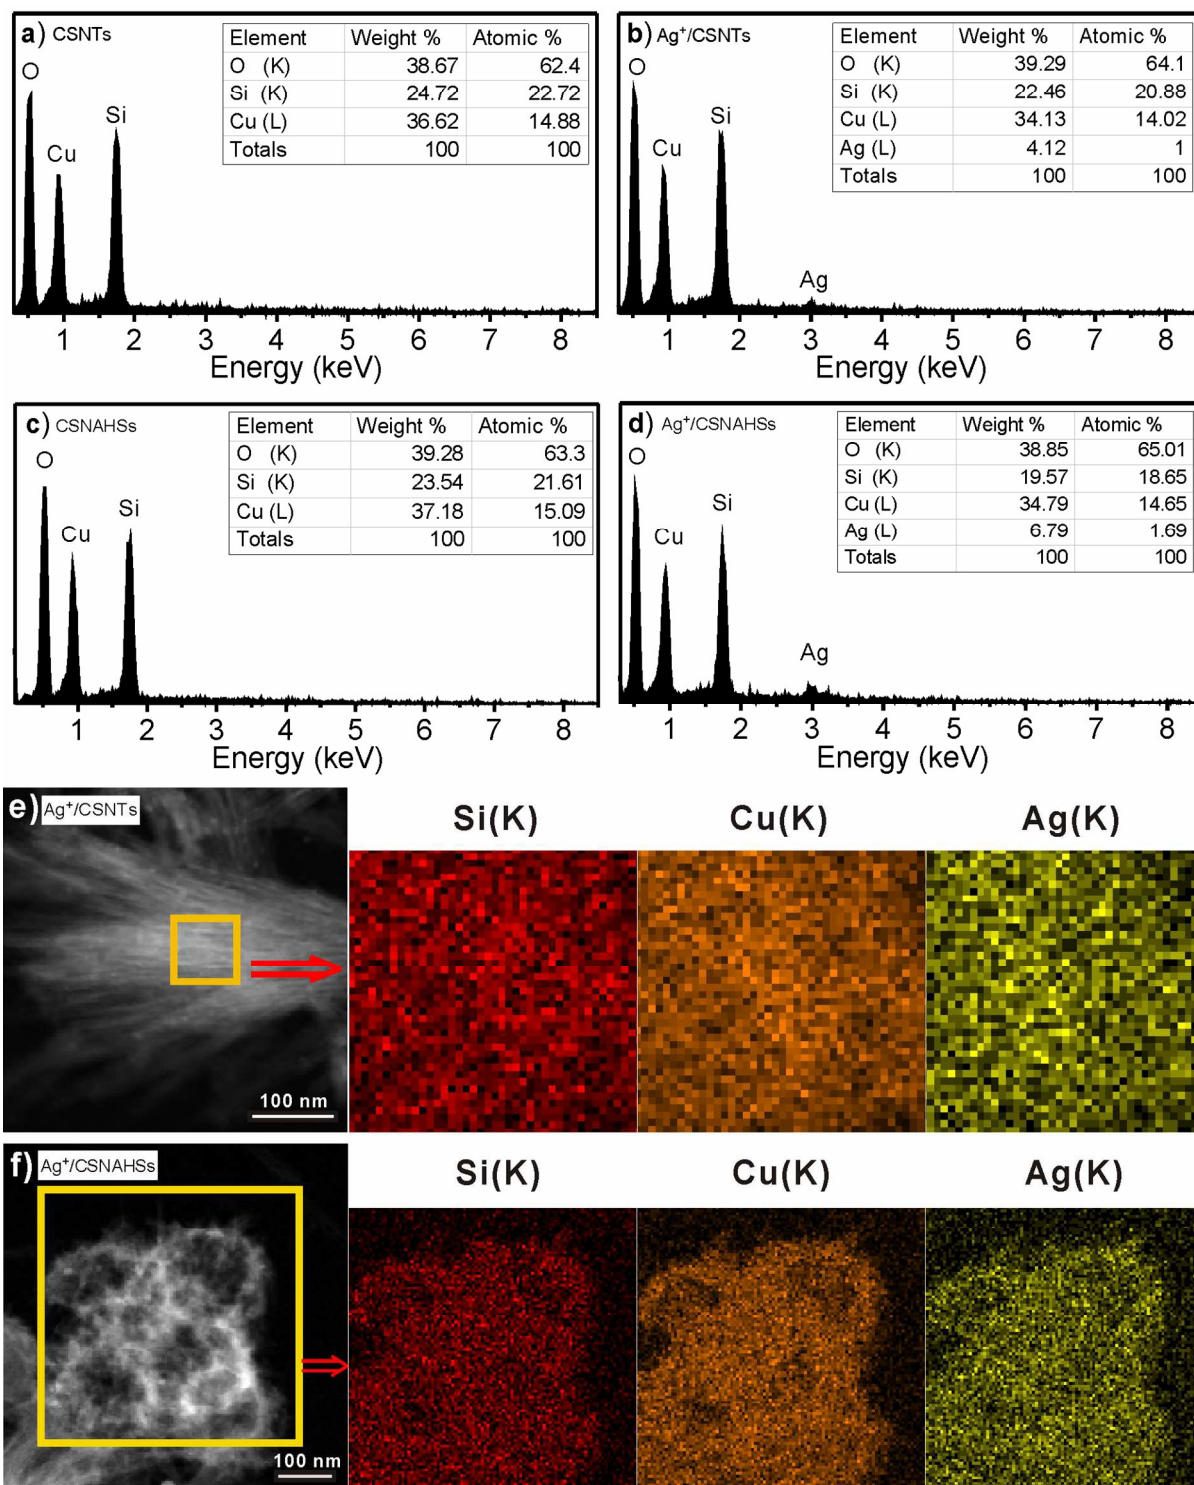 a) CSNTs
Element Weight % Atomic %
O (K) 38.67 62.4
Si (K) 24.72 22.72
Cu (L) 36.62 14.88
Totals 100 100
O
Cu
Si
1 2 3 4 5 6 7 8
Energy (keV)
b) Ag⁺/CSNTs
Element Weight % Atomic %
O (K) 39.29 64.1
Si (K) 22.46 20.88
Cu (L) 34.13 14.02
Ag (L) 4.12 1
Totals 100 100
O
Cu
Si
Ag
1 2 3 4 5 6 7 8
Energy (keV)
c) CSNAHSs
Element Weight % Atomic %
O (K) 39.28 63.3
Si (K) 23.54 21.61
Cu (L) 37.18 15.09
Totals 100 100
O
Cu
Si
1 2 3 4 5 6 7 8
Energy (keV)
d) Ag⁺/CSNAHSs
Element Weight % Atomic %
O (K) 38.85 65.01
Si (K) 19.57 18.65
Cu (L) 34.79 14.65
Ag (L) 6.79 1.69
Totals 100 100
O
Cu
Si
Ag
1 2 3 4 5 6 7 8
Energy (keV)
e) Ag⁺/CSNTs
Si(K) Cu(K) Ag(K)
100 nm
f) Ag⁺/CSNAHSs
Si(K) Cu(K) Ag(K)
100 nm